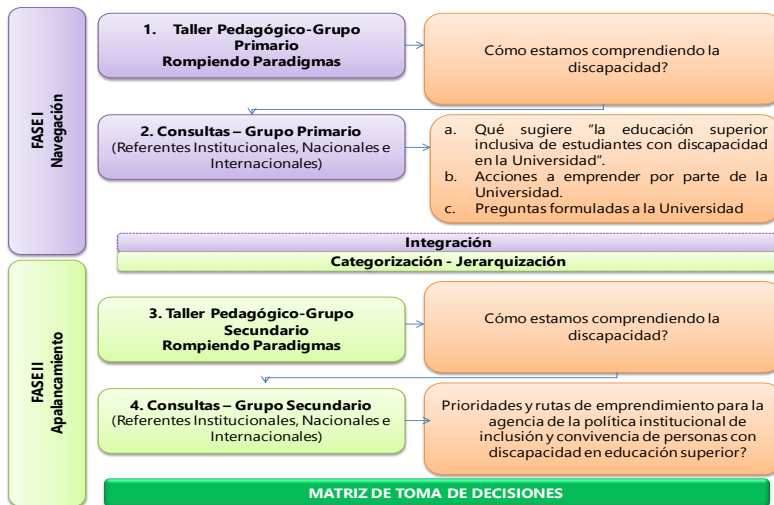 FASE I
Navegación
1. Taller Pedagógico-Grupo
Primario
Rompiendo Paradigmas
Cómo estamos comprendiendo la
discapacidad?
2. Consultas – Grupo Primario
(Referentes Institucionales, Nacionales e
Internacionales)
a. Qué sugiere “la educación superior
inclusiva de estudiantes con discapacidad
en la Universidad”.
b. Acciones a emprender por parte de la
Universidad.
c. Preguntas formuladas a la Universidad
Integración
Categorización - Jerarquización
FASE II
Apalancamiento
3. Taller Pedagógico-Grupo
Secundario
Rompiendo Paradigmas
Cómo estamos comprendiendo la
discapacidad?
4. Consultas – Grupo Secundario
(Referentes Institucionales, Nacionales e
Internacionales)
Prioridades y rutas de emprendimiento para la
agencia de la política institucional de
inclusión y convivencia de personas con
discapacidad en educación superior?
MATRIZ DE TOMA DE DECISIONES